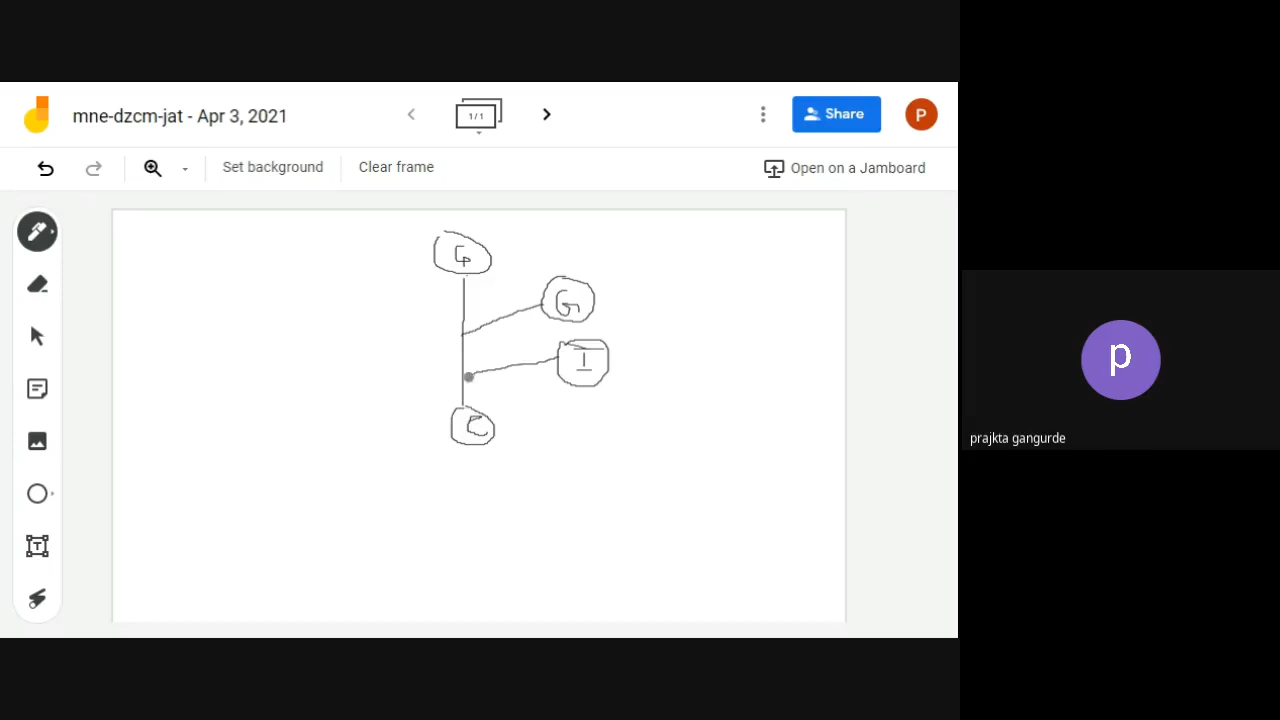 mne-dzcm-jat - Apr 3, 2021
1/1
Share
P
Set background
Clear frame
Open on a Jamboard
G
I
C
T
p
prajkta gangurde